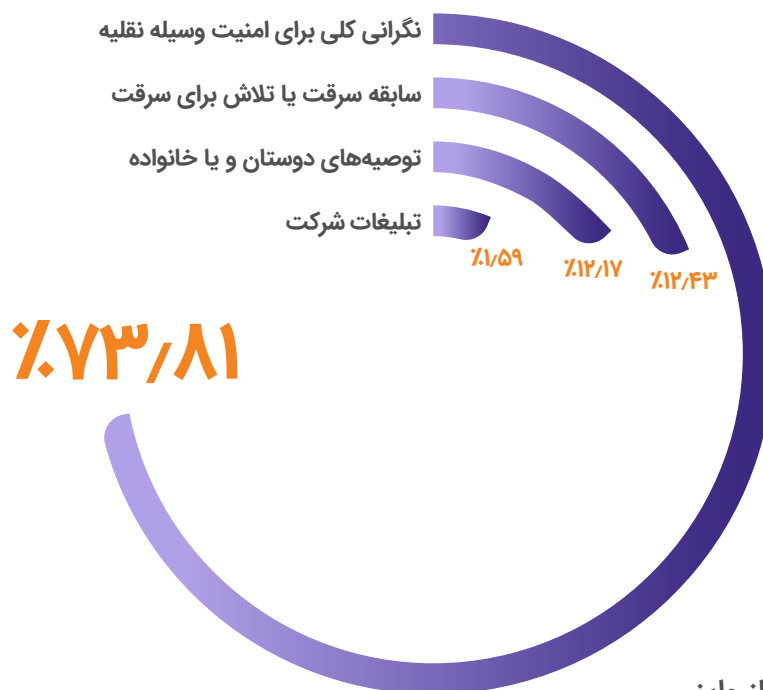 نگرانی کلی برای امنیت وسیله نقلیه
سابقه سرقت یا تلاش برای سرقت
توصیه‌های دوستان و یا خانواده
تبلیغات شرکت
٪۱٫۵۹
٪۱۲٫۱۷
٪۱۲٫۴۳
٪۷۳٫۸۱